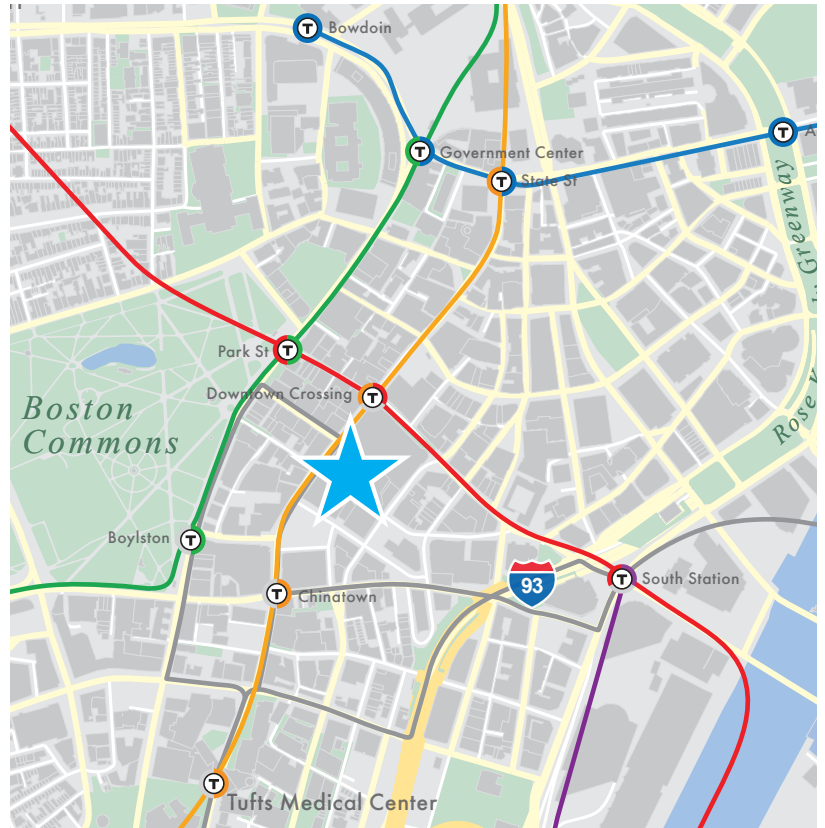 Bowdoin
Government Center
State St
Greenway
Park St
Downtown Crossing
Boston
Commons
Rose
Boylston
93
South Station
Chinatown
Tufts Medical Center
T
T
T
T
T
T
T
T
T
T